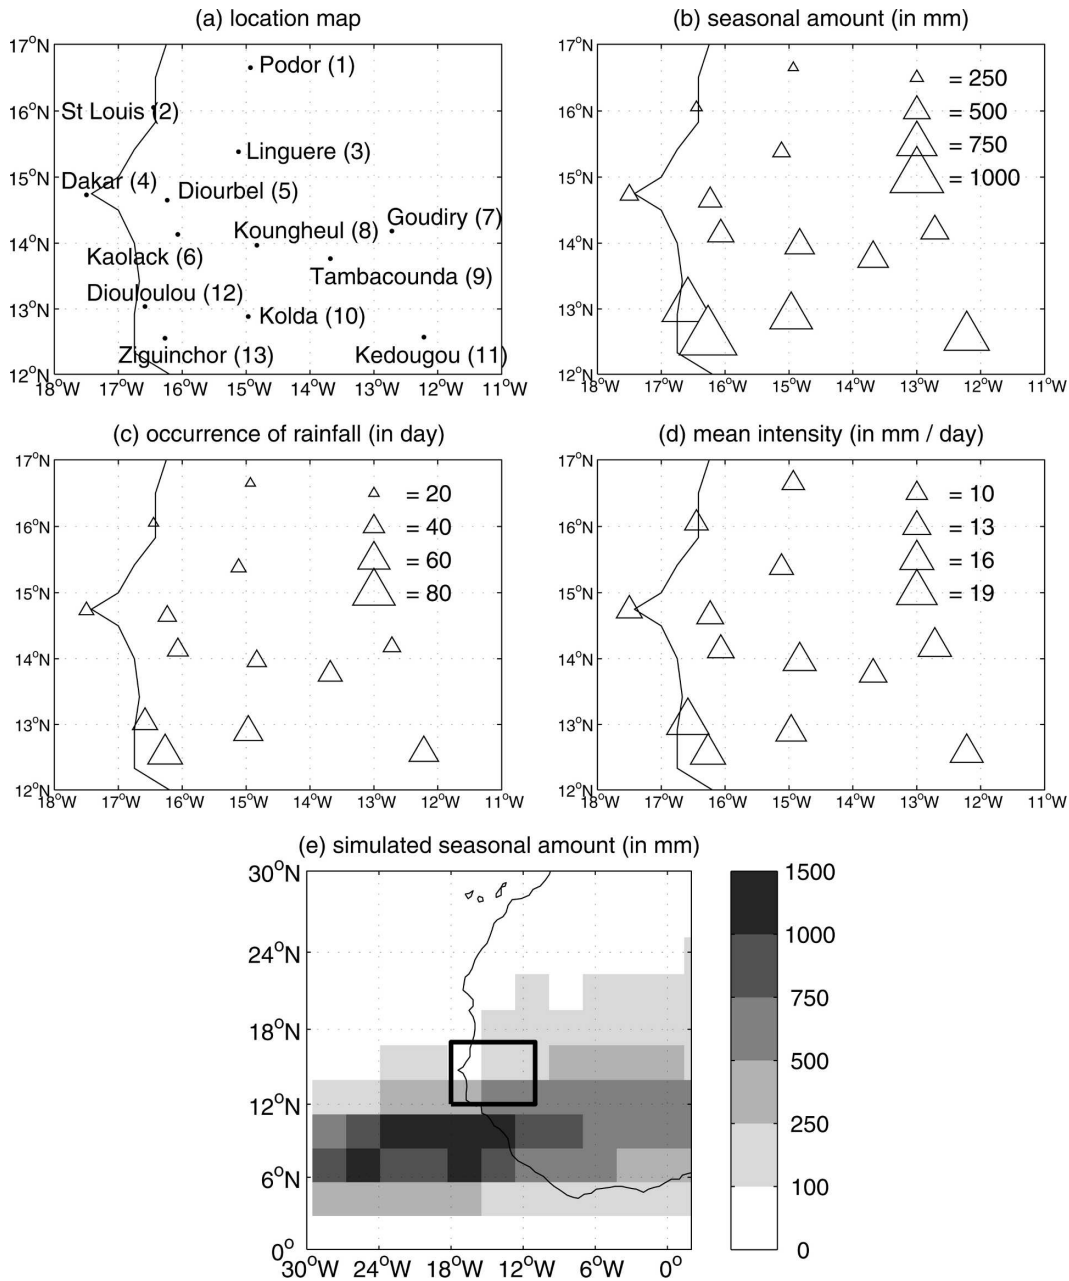 (a) location map
17°N
16°N
15°N
14°N
13°N
12°N
18°W 17°W 16°W 15°W 14°W 13°W 12°W 11°W
Podor (1)
St Louis (2)
Linguere (3)
Dakar (4)
Diourbel (5)
Goudiry (7)
Koungheul (8)
Kaolack (6)
Tambacounda (9)
Diouloulou (12)
Kolda (10)
Ziguinchor (13)
Kedougou (11)
(b) seasonal amount (in mm)
17°N
16°N
15°N
14°N
13°N
12°N
18°W 17°W 16°W 15°W 14°W 13°W 12°W 11°W
= 250
= 500
= 750
= 1000
(c) occurrence of rainfall (in day)
17°N
16°N
15°N
14°N
13°N
12°N
18°W 17°W 16°W 15°W 14°W 13°W 12°W 11°W
= 20
= 40
= 60
= 80
(d) mean intensity (in mm / day)
17°N
16°N
15°N
14°N
13°N
12°N
18°W 17°W 16°W 15°W 14°W 13°W 12°W 11°W
= 10
= 13
= 16
= 19
(e) simulated seasonal amount (in mm)
30°N
24°N
18°N
12°N
6°N
0°
30°W 24°W 18°W 12°W 6°W 0°
1500
1000
750
500
250
100
0